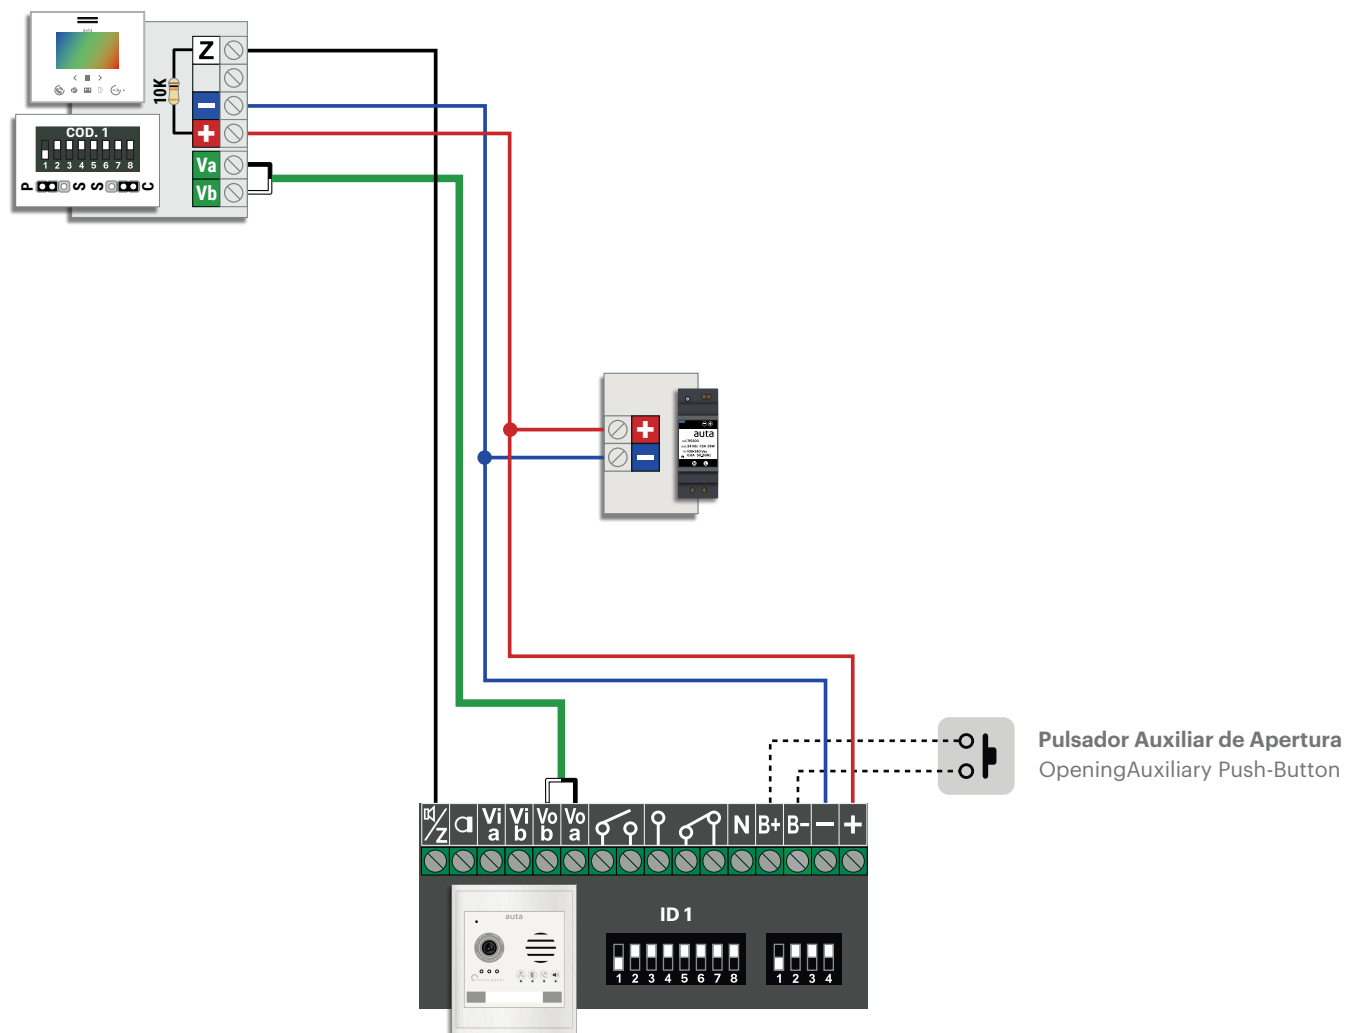 auta
Z
10K
−
+
Va
Vb
COD. 1
1 2 3 4 5 6 7 8
P S S C
+
−
auta
Pulsador Auxiliar de Apertura
OpeningAuxiliary Push-Button
/Z Vi a Vi b Vo b Vo a N B+ B− − +
auta
ID 1
1 2 3 4 5 6 7 8
1 2 3 4